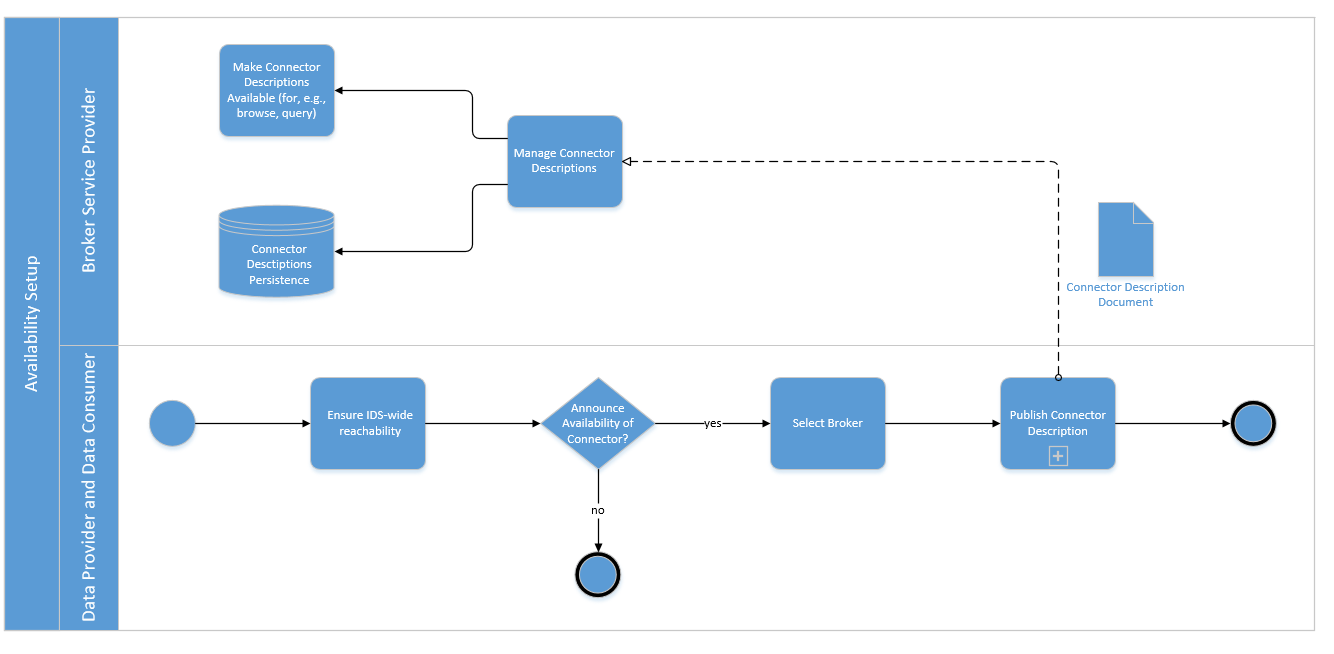 Availability Setup
Broker Service Provider
Make Connector
Descriptions
Available (for, e.g.,
browse, query)
Manage Connector
Descriptions
Connector
Desctiptions
Persistence
Connector Description
Document
Data Provider and Data Consumer
Ensure IDS-wide
reachability
Announce
Availability of
Connector?
yes
Select Broker
Publish Connector
Description
no